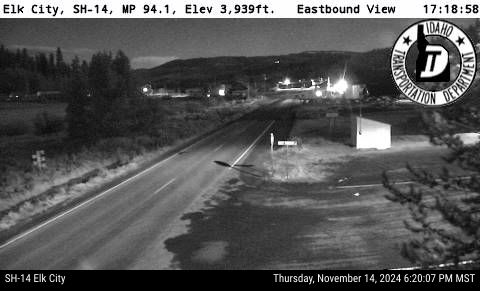 Elk City, SH-14, MP 94.1, Elev 3,939ft. Eastbound View 17:18:58
IDAHO
TRANSPORTATION DEPARTMENT
SH-14 Elk City Thursday, November 14, 2024 6:20:07 PM MST